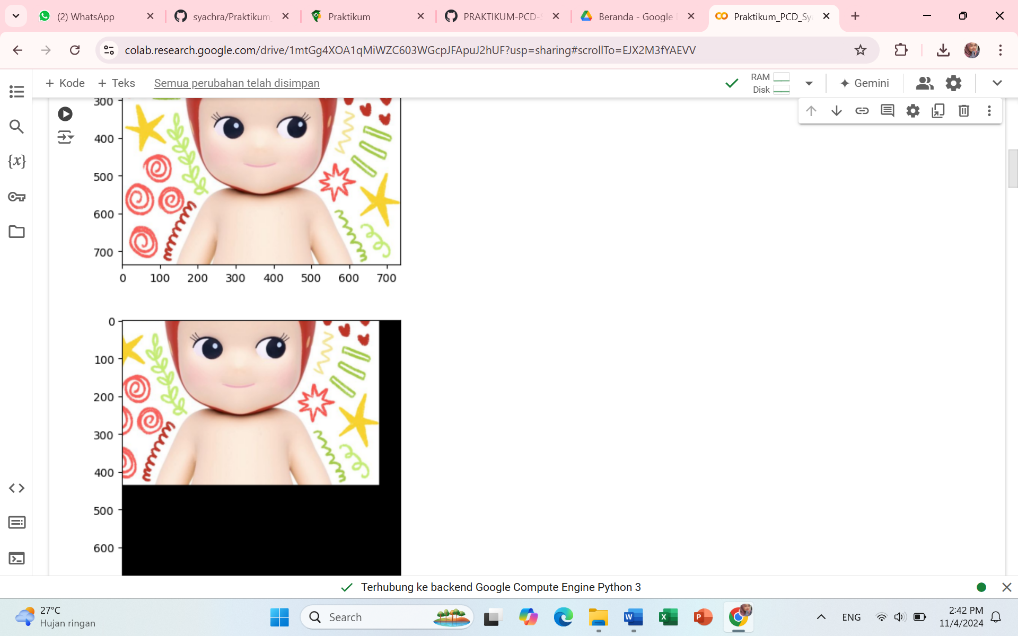 (2) WhatsApp
syachra/Praktikum
Praktikum
PRAKTIKUM-PCD-
Beranda - Google
Praktikum_PCD_Sy
colab.research.google.com/drive/1mtGg4XOA1qMiWZC603WGcpJFApuJ2hUF?usp=sharing#scrollTo=EJX2M3fYAEVV
+ Kode + Teks Semua perubahan telah disimpan
RAM
Disk
Gemini
{x}
300
400
500
600
700
0 100 200 300 400 500 600 700
0
100
200
300
400
500
600
Terhubung ke backend Google Compute Engine Python 3
27°C
Hujan ringan
Search
ENG
2:42 PM
11/4/2024